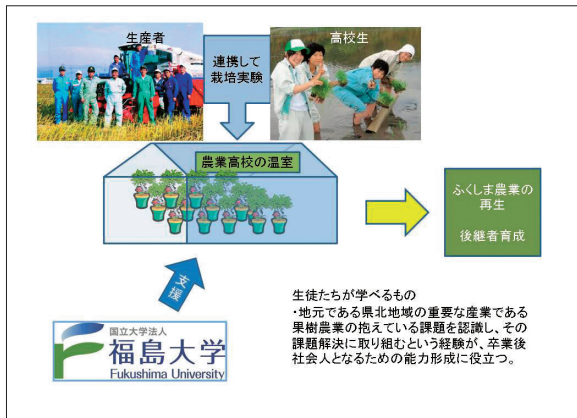 生産者
連携して
栽培実験
高校生
農業高校の温室
ふくしま農業の
再生
後継者育成
支援
国立大学法人
福島大学
Fukushima University
生徒たちが学べるもの
・地元である県北地域の重要な産業である
果樹農業の抱えている課題を認識し、その
課題解決に取り組むという経験が、卒業後
社会人となるための能力形成に役立つ。